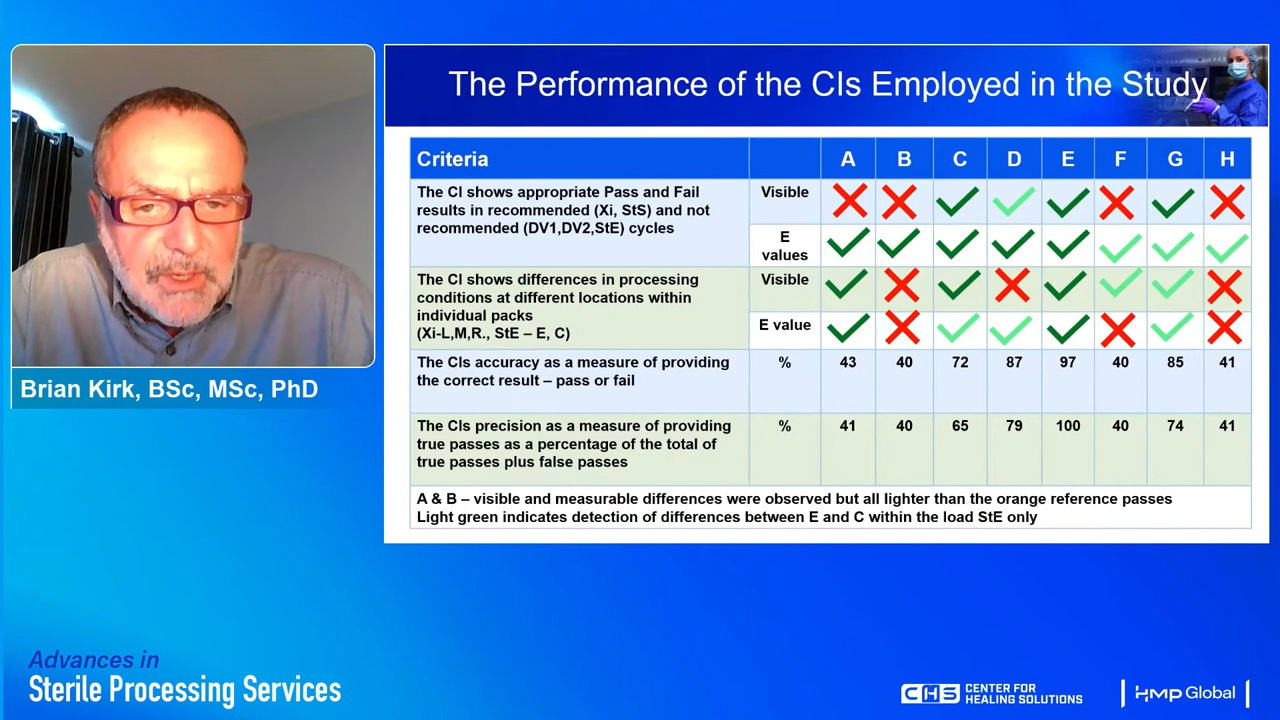 The Performance of the CIs Employed in the Study
Criteria A B C D E F G H
The CI shows appropriate Pass and Fail
results in recommended (Xi, StS) and not
recommended (DV1,DV2,StE) cycles
Visible
E
values
The CI shows differences in processing
conditions at different locations within
individual packs
(Xi-L,M,R., StE – E, C)
Visible
E value
The CIs accuracy as a measure of providing
the correct result – pass or fail
% 43 40 72 87 97 40 85 41
The CIs precision as a measure of providing
true passes as a percentage of the total of
true passes plus false passes
% 41 40 65 79 100 40 74 41
A & B – visible and measurable differences were observed but all lighter than the orange reference passes
Light green indicates detection of differences between E and C within the load StE only
Brian Kirk, BSc, MSc, PhD
Advances in
Sterile Processing Services
CHS CENTER FOR
HEALING SOLUTIONS
HMP Global